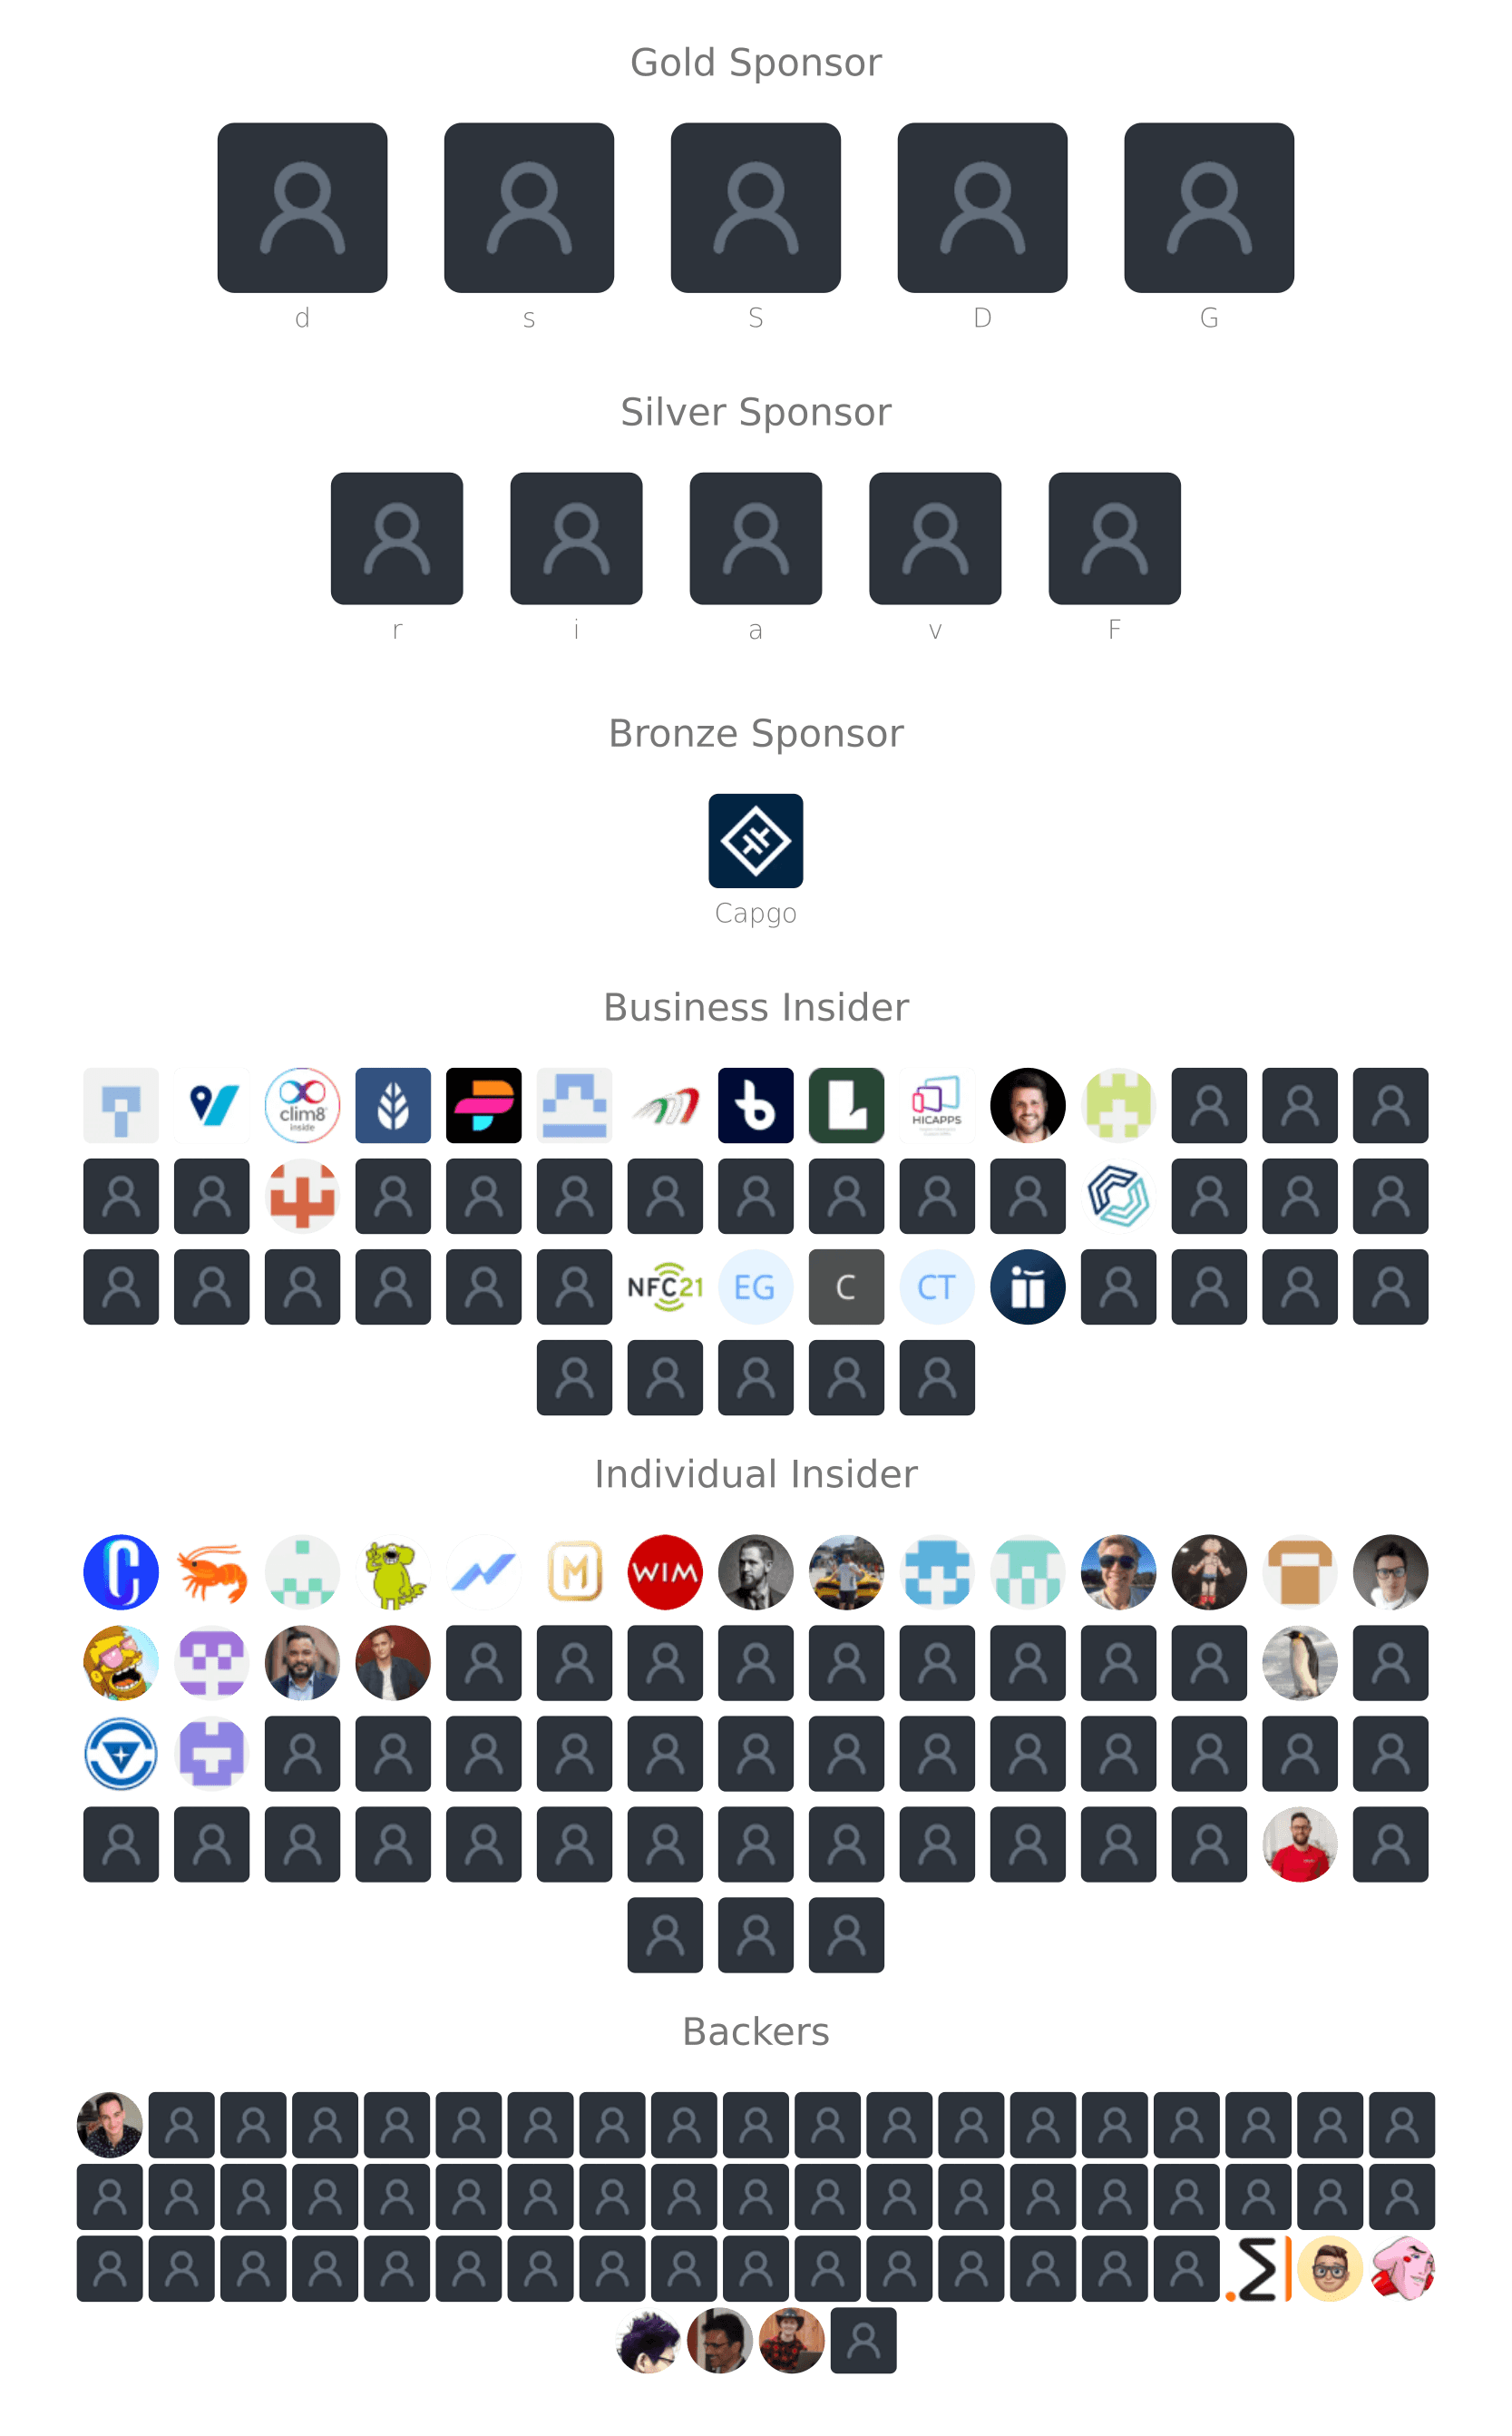 Gold Sponsor
d s S D G
Silver Sponsor
r i a v F
Bronze Sponsor
Capgo
Business Insider
clim8
inside
HICAPPS
NFC21 EG C CT
Individual Insider
M WIM
Backers